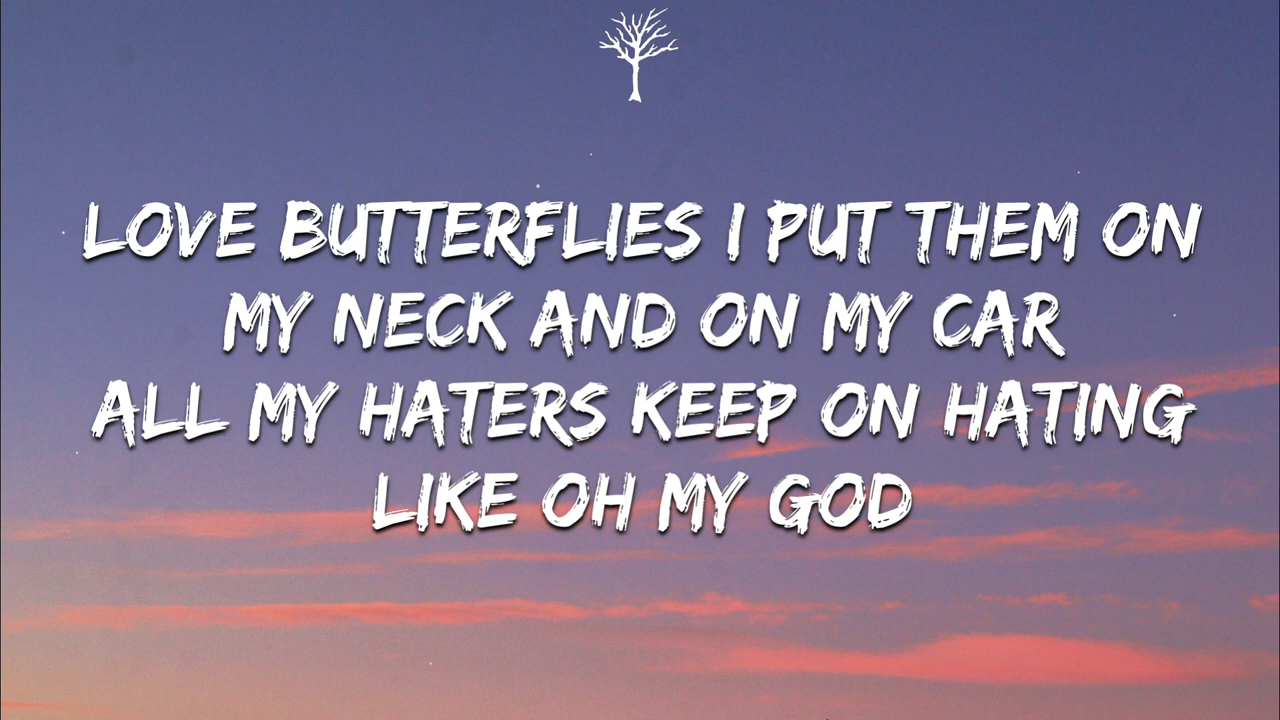 LOVE BUTTERFLIES I PUT THEM ON
MY NECK AND ON MY CAR
ALL MY HATERS KEEP ON HATING
LIKE OH MY GOD